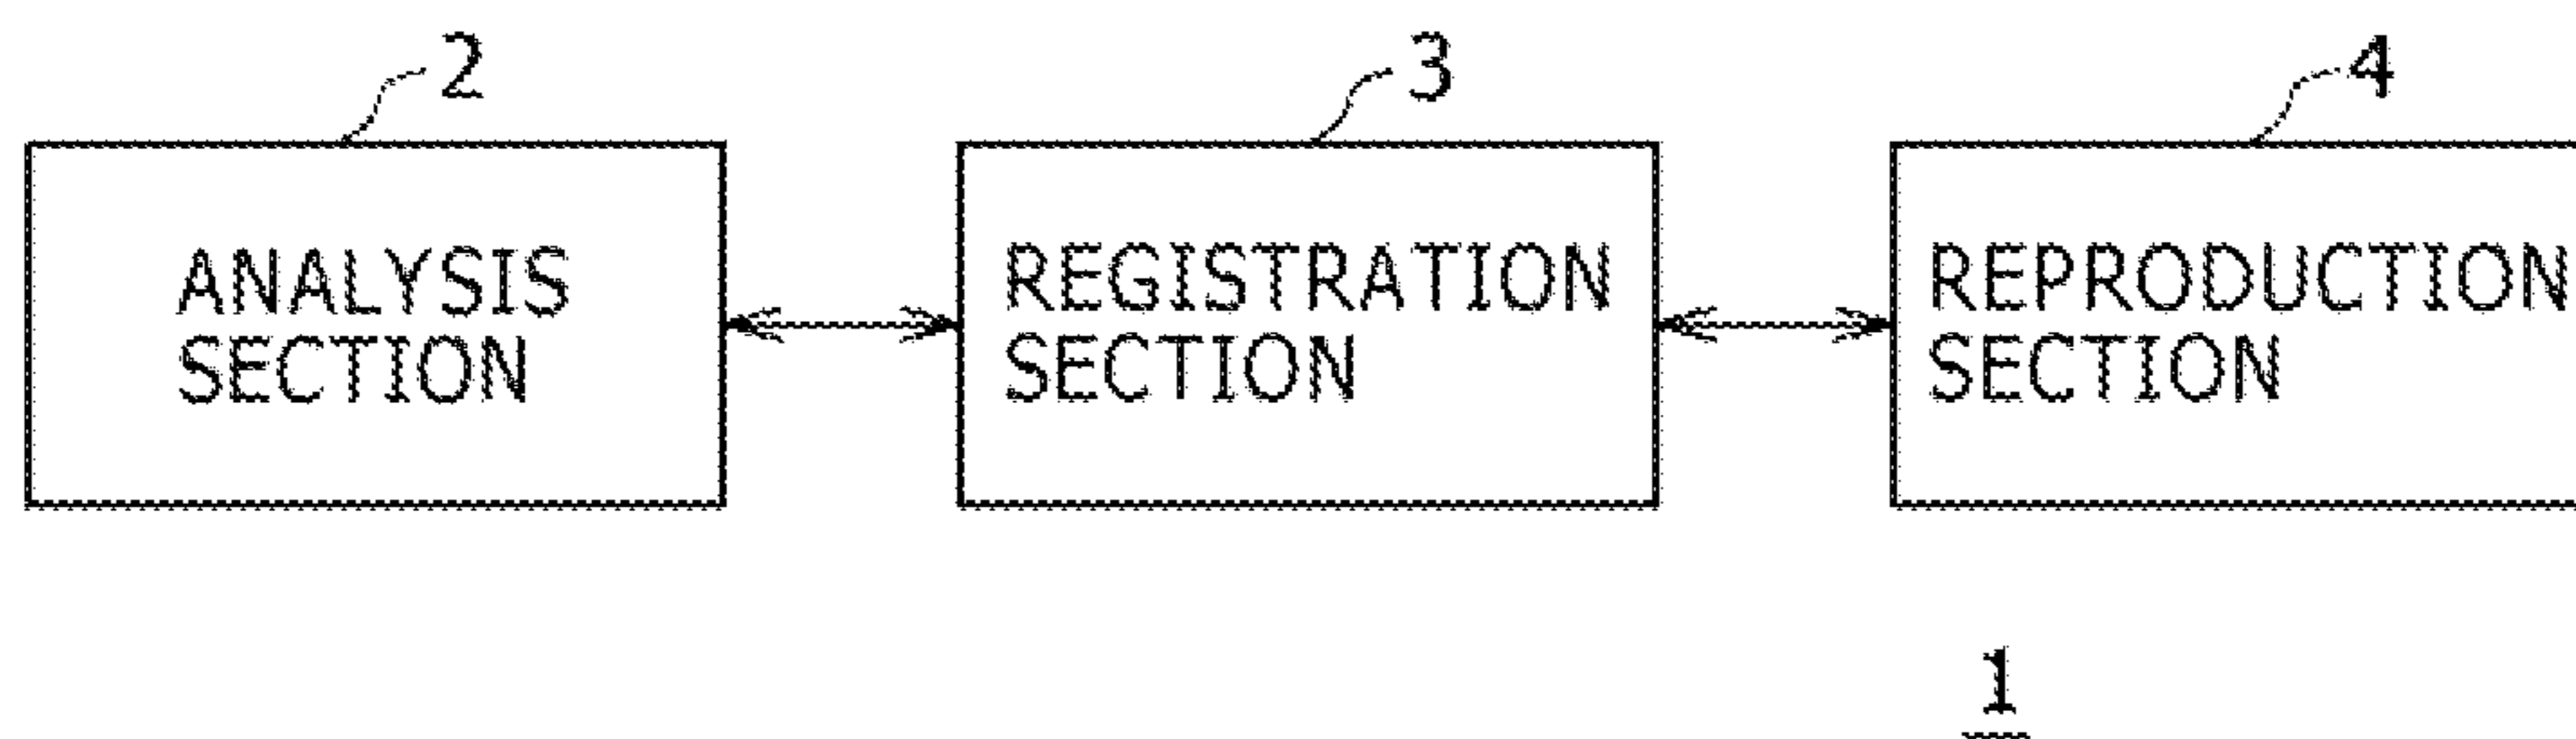 2
3
4
ANALYSIS
SECTION
REGISTRATION
SECTION
REPRODUCTION
SECTION
1